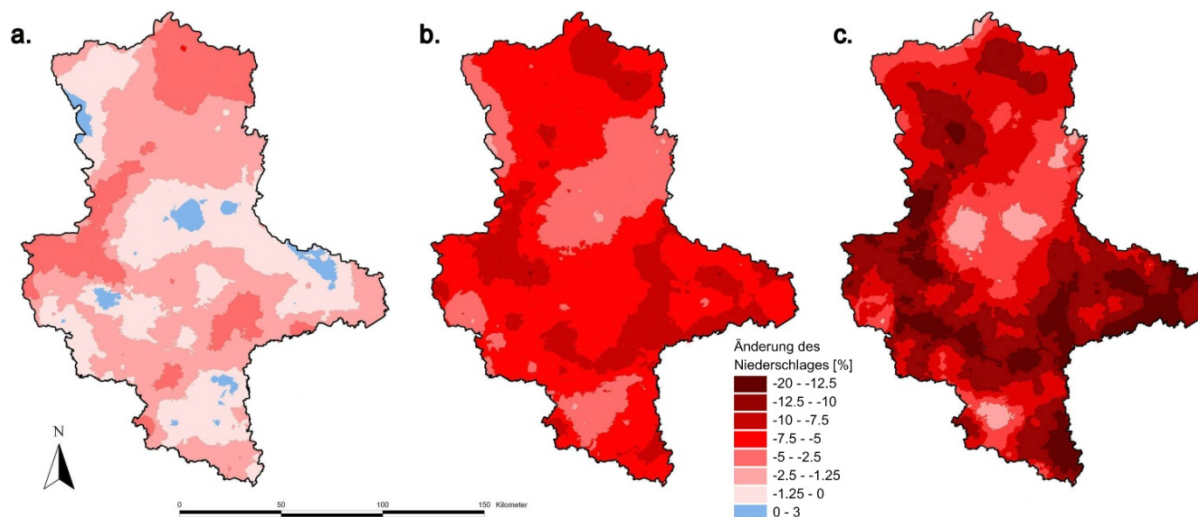 a.
b.
c.
Änderung des
Niederschlages [%]
-20 - -12.5
-12.5 - -10
-10 - -7.5
-7.5 - -5
-5 - -2.5
-2.5 - -1.25
-1.25 - 0
0 - 3
N
0 50 100 150 Kilometer